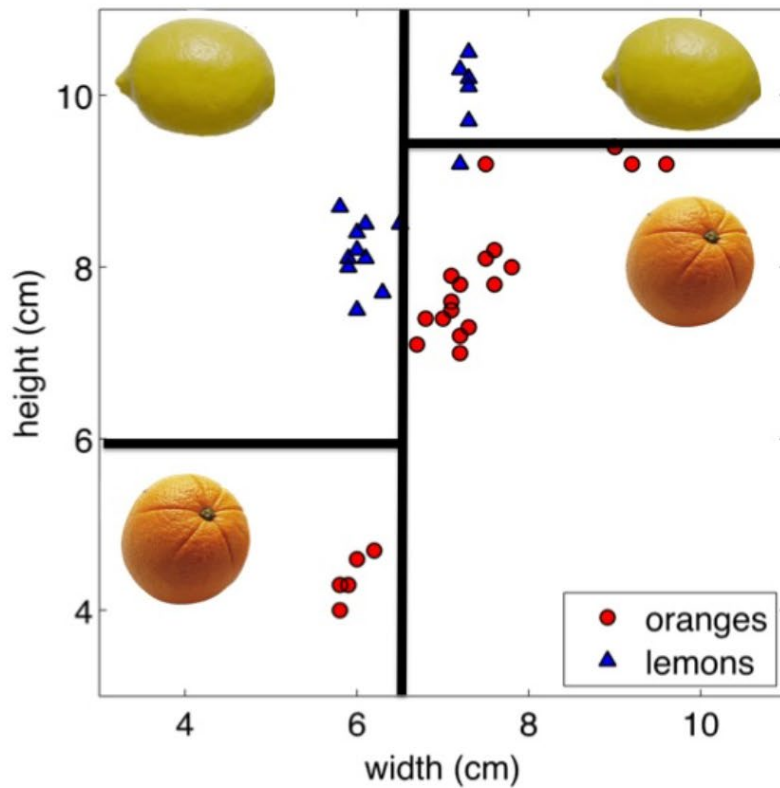 10
8
height (cm)
6
4
oranges
lemons
4 6 8 10
width (cm)